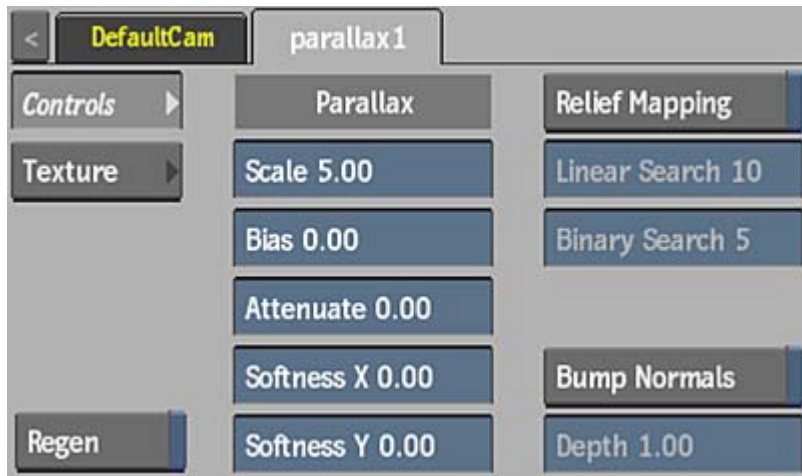 < DefaultCam parallax1
Controls Parallax Relief Mapping
Texture Scale 5.00 Linear Search 10
Bias 0.00 Binary Search 5
Attenuate 0.00
Softness X 0.00 Bump Normals
Regen Softness Y 0.00 Depth 1.00